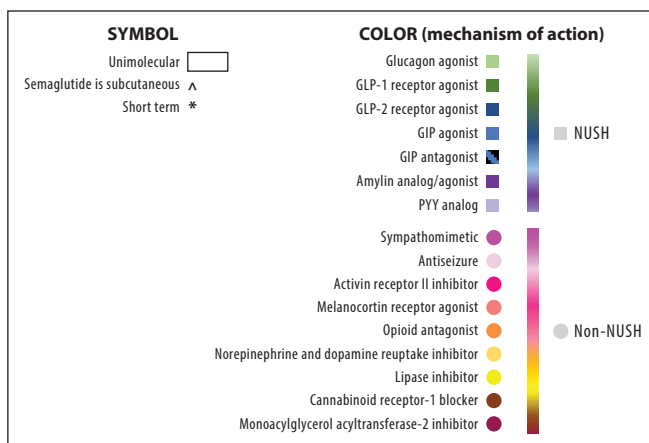 SYMBOL
Unimolecular
Semaglutide is subcutaneous ^
Short term *
COLOR (mechanism of action)
Glucagon agonist
GLP-1 receptor agonist
GLP-2 receptor agonist
GIP agonist
GIP antagonist
Amylin analog/agonist
PYY analog
NUSH
Sympathomimetic
Antiseizure
Activin receptor II inhibitor
Melanocortin receptor agonist
Opioid antagonist
Norepinephrine and dopamine reuptake inhibitor
Lipase inhibitor
Cannabinoid receptor-1 blocker
Monoacylglycerol acyltransferase-2 inhibitor
Non-NUSH